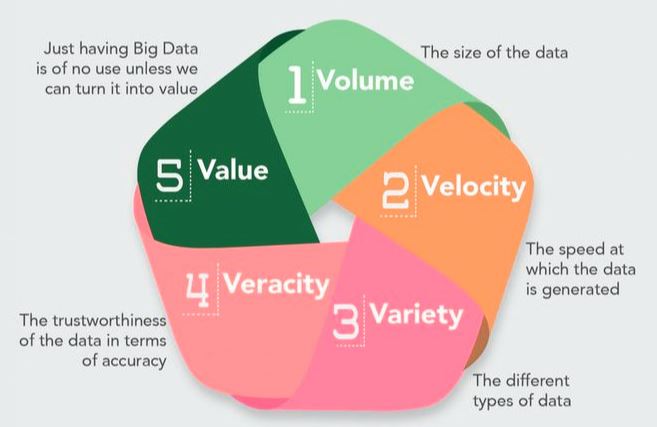 1 Volume
The size of the data
2 Velocity
The speed at
which the data
is generated
3 Variety
The different
types of data
4 Veracity
The trustworthiness
of the data in terms
of accuracy
5 Value
Just having Big Data
is of no use unless we
can turn it into value